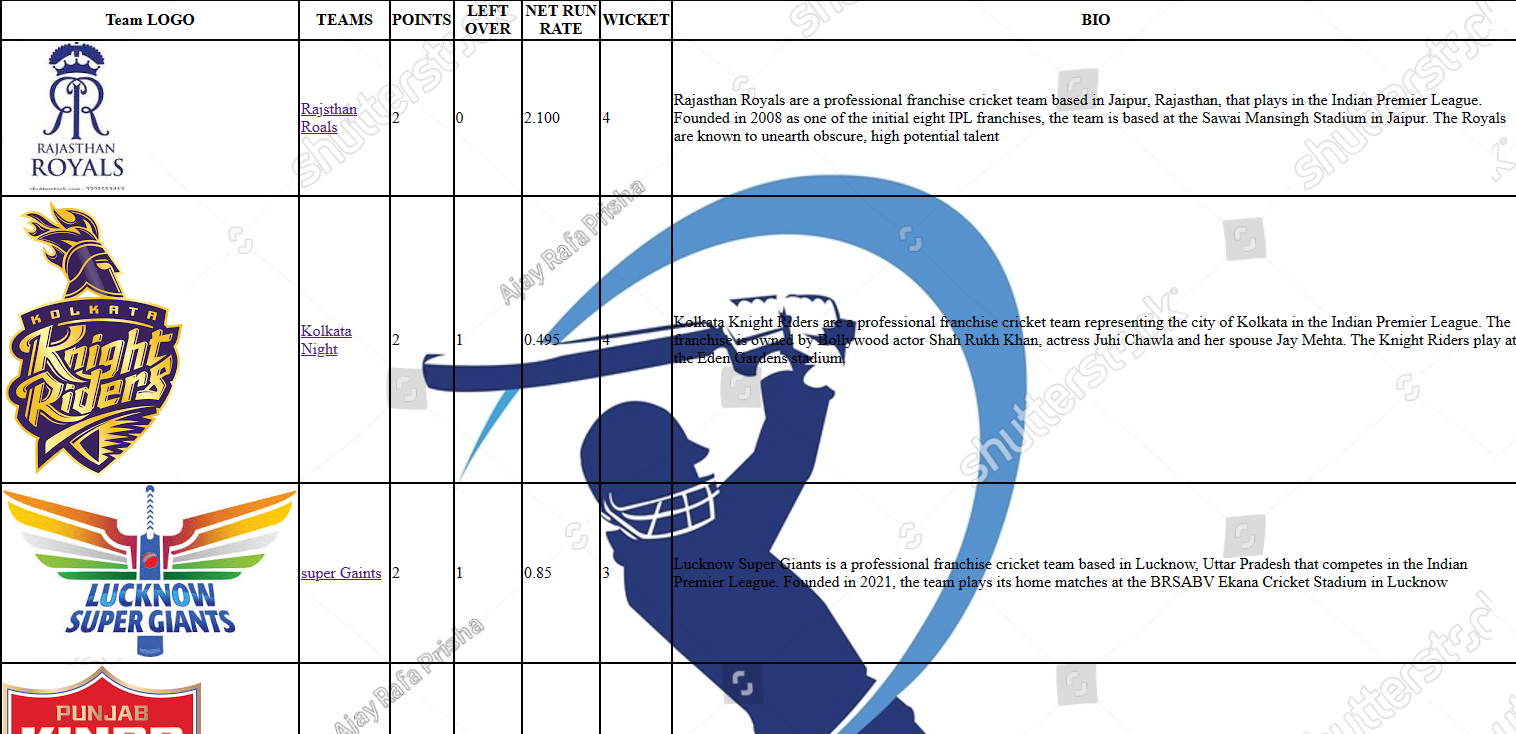 Team LOGO TEAMS POINTS LEFT OVER NET RUN RATE WICKET BIO
RAJASTHAN
ROYALS
shutterstock.com · 2321553413
Rajsthan
Roals
2 0 2.100 4
Rajasthan Royals are a professional franchise cricket team based in Jaipur, Rajasthan, that plays in the Indian Premier League.
Founded in 2008 as one of the initial eight IPL franchises, the team is based at the Sawai Mansingh Stadium in Jaipur. The Royals
are known to unearth obscure, high potential talent
KOLKATA
Knight
Riders
Kolkata
Night
2 1 0.495 4
Kolkata Knight Riders are a professional franchise cricket team representing the city of Kolkata in the Indian Premier League. The
franchise is owned by Bollywood actor Shah Rukh Khan, actress Juhi Chawla and her spouse Jay Mehta. The Knight Riders play at
the Eden Gardens stadium.
LUCKNOW
SUPER GIANTS
super Gaints
2 1 0.85 3
Lucknow Super Giants is a professional franchise cricket team based in Lucknow, Uttar Pradesh that competes in the Indian
Premier League. Founded in 2021, the team plays its home matches at the BRSABV Ekana Cricket Stadium in Lucknow
PUNJAB
KINGS
shutterstock
Ajay Rafa Prisha
shutterstock
shutterstock
Ajay Rafa Prisha
shutterstock